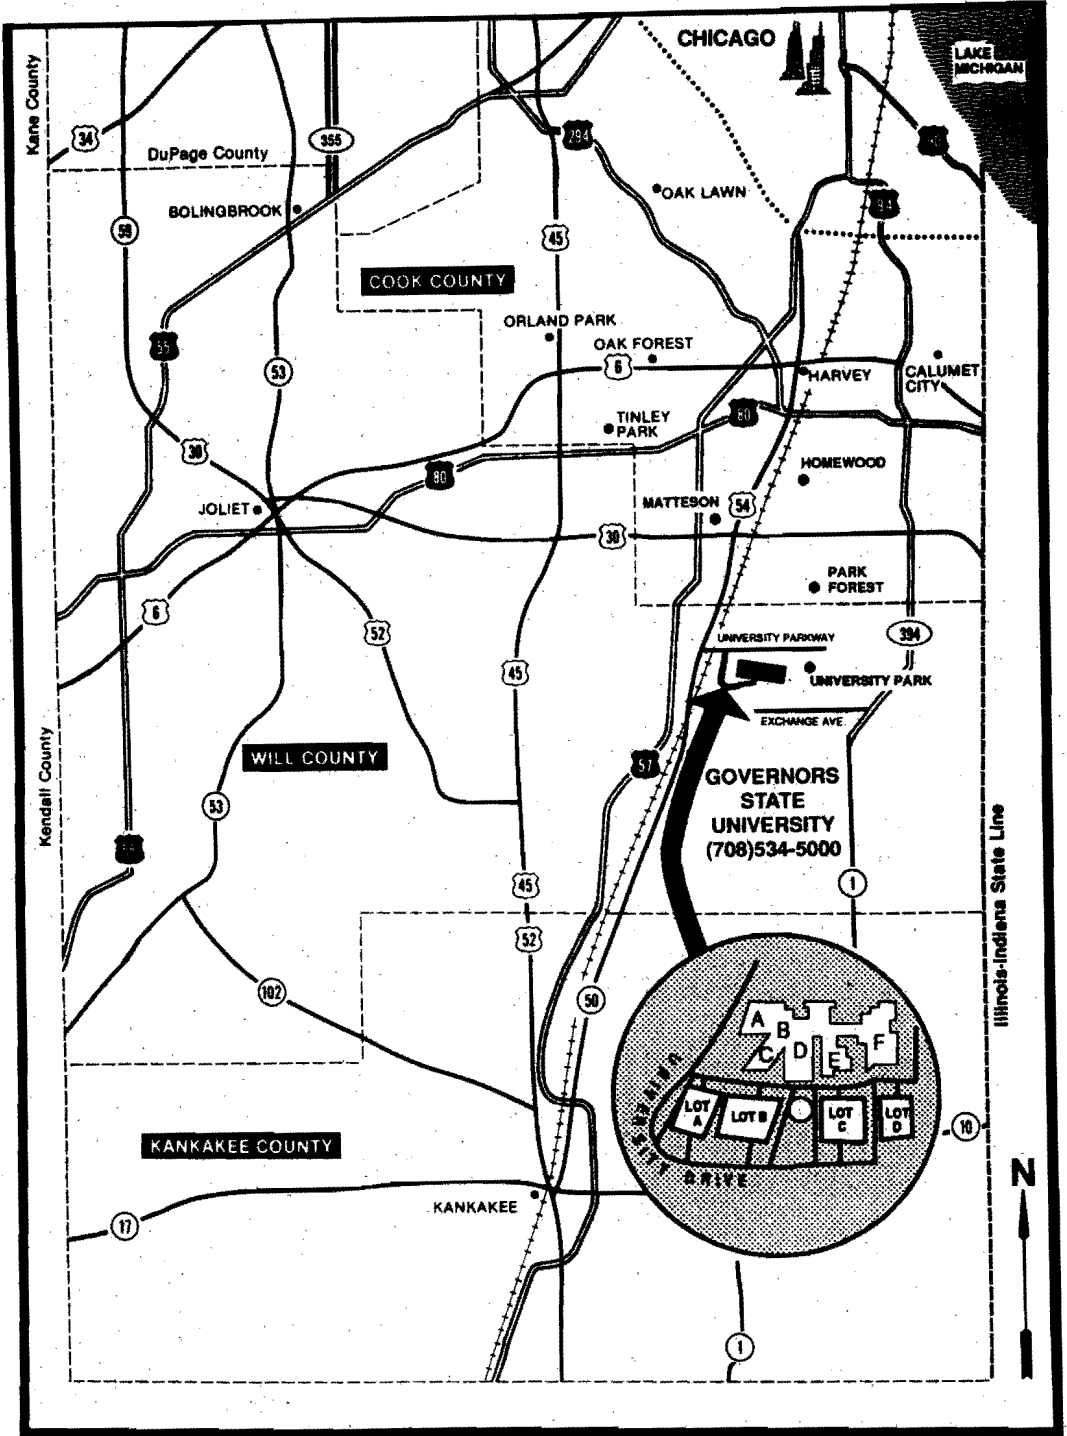 CHICAGO
LAKE
MICHIGAN
Kane County
34
355
294
DuPage County
OAK LAWN
94
BOLINGBROOK
59
45
COOK COUNTY
ORLAND PARK
55
OAK FOREST
6
53
HARVEY
CALUMET
CITY
80
TINLEY
PARK
30
HOMEWOOD
80
MATTESON
54
JOLIET
30
PARK
FOREST
6
52
UNIVERSITY PARKWAY
394
45
UNIVERSITY PARK
EXCHANGE AVE.
Kendall County
WILL COUNTY
57
GOVERNORS
STATE
UNIVERSITY
(708)534-5000
53
55
Illinois-Indiana State Line
45
1
52
102
50
A
B
C
D
E
F
LOT
A
LOT B
LOT
C
LOT
D
SITY DRIVE
10
KANKAKEE COUNTY
N
KANKAKEE
17
1